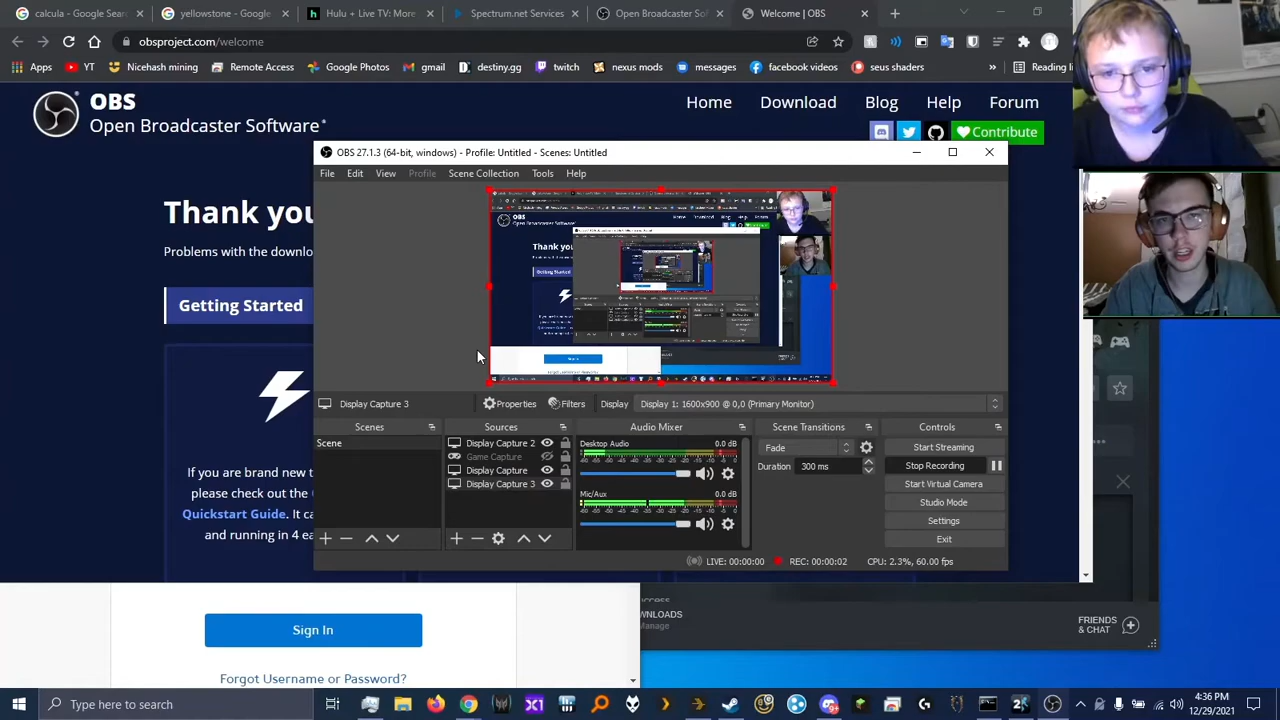 calcula - Google Search
yellowstone - Google
Hulu + Live TV: More
Spectrum.net Services
Open Broadcaster Sof
Welcome | OBS
obsproject.com/welcome
Apps
YT
Nicehash mining
Remote Access
Google Photos
gmail
destiny.gg
twitch
nexus mods
messages
facebook videos
seus shaders
»
Reading li
OBS
Open Broadcaster Software
Home
Download
Blog
Help
Forum
Contribute
OBS 27.1.3 (64-bit, windows) - Profile: Untitled - Scenes: Untitled
File
Edit
View
Profile
Scene Collection
Tools
Help
Thank you
Problems with the downlo
Getting Started
If you are brand new t
please check out the
Quickstart Guide. It ca
and running in 4 ea
Display Capture 3
Properties
Filters
Display
Display 1: 1600x900 @ 0,0 (Primary Monitor)
Scenes
Sources
Audio Mixer
Scene Transitions
Controls
Scene
Display Capture 2
Game Capture
Display Capture
Display Capture 3
Desktop Audio
0.0 dB
Mic/Aux
0.0 dB
Fade
Duration
300 ms
Start Streaming
Stop Recording
Start Virtual Camera
Studio Mode
Settings
Exit
LIVE: 00:00:00
REC: 00:00:02
CPU: 2.3%, 60.00 fps
Sign In
Forgot Username or Password?
WNLOADS
Manage
FRIENDS
& CHAT
Type here to search
4:36 PM
12/29/2021